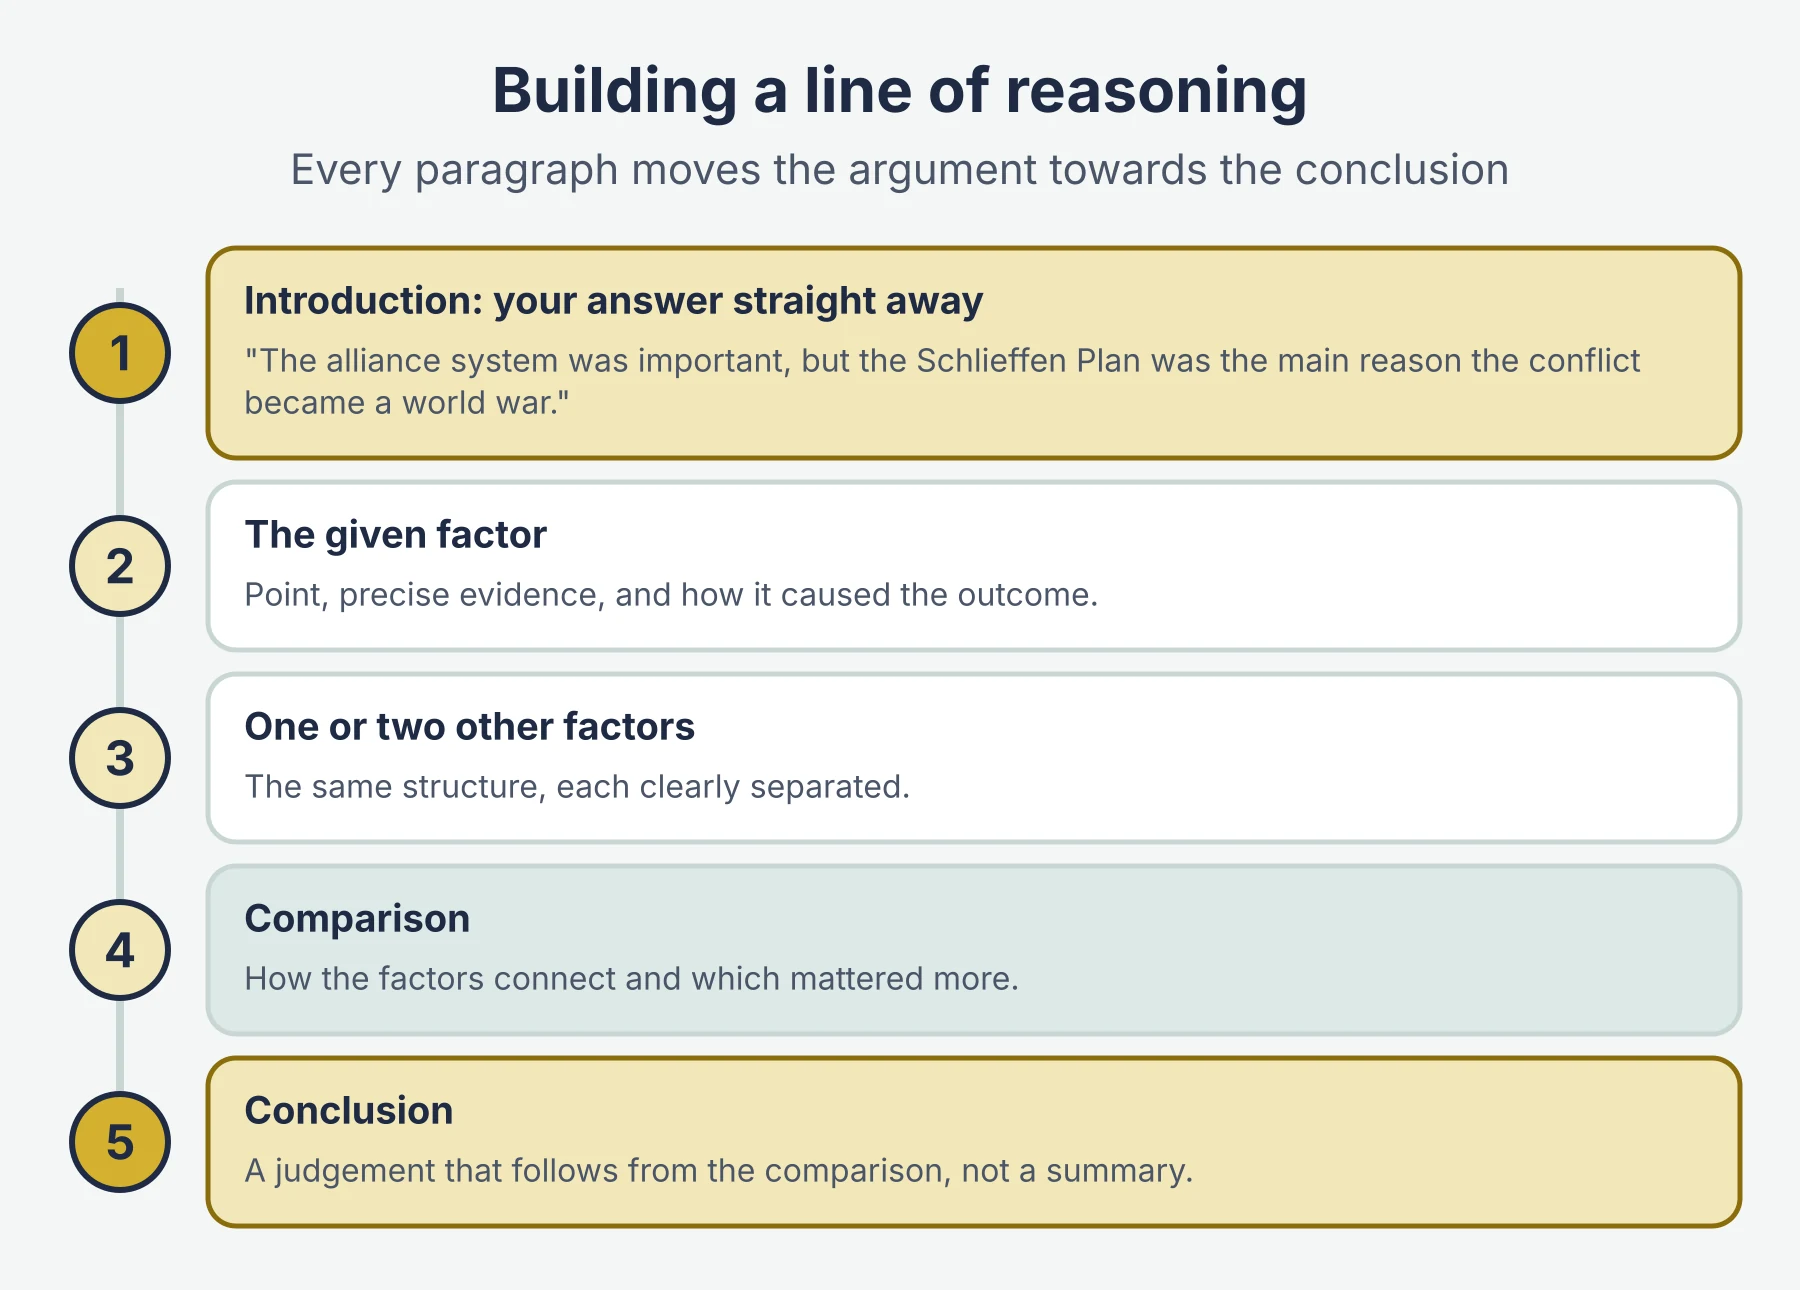 Building a line of reasoning
Every paragraph moves the argument towards the conclusion
1
Introduction: your answer straight away
"The alliance system was important, but the Schlieffen Plan was the main reason the conflict
became a world war."
2
The given factor
Point, precise evidence, and how it caused the outcome.
3
One or two other factors
The same structure, each clearly separated.
4
Comparison
How the factors connect and which mattered more.
5
Conclusion
A judgement that follows from the comparison, not a summary.